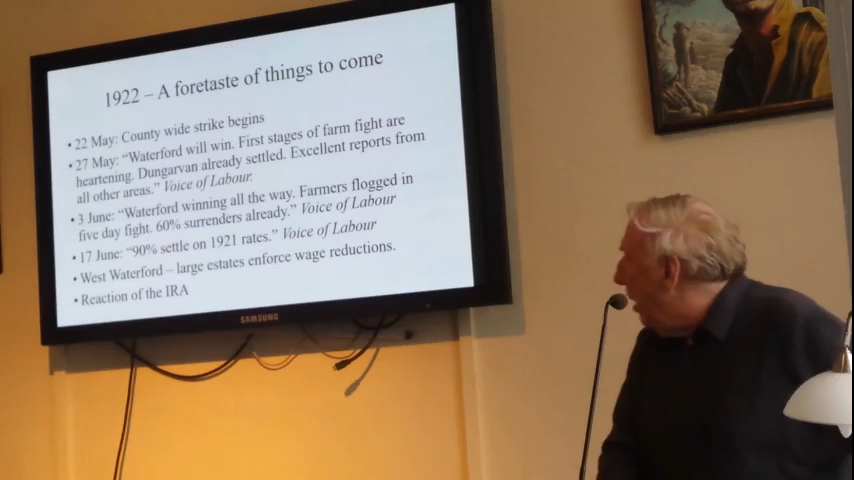 1922 – A foretaste of things to come
• 22 May: County wide strike begins
• 27 May: “Waterford will win. First stages of farm fight are
heartening. Dungarvan already settled. Excellent reports from
all other areas.” Voice of Labour.
• 3 June: “Waterford winning all the way. Farmers flogged in
five day fight. 60% surrenders already.” Voice of Labour
• 17 June: “90% settle on 1921 rates.” Voice of Labour
• West Waterford – large estates enforce wage reductions.
• Reaction of the IRA
SAMSUNG